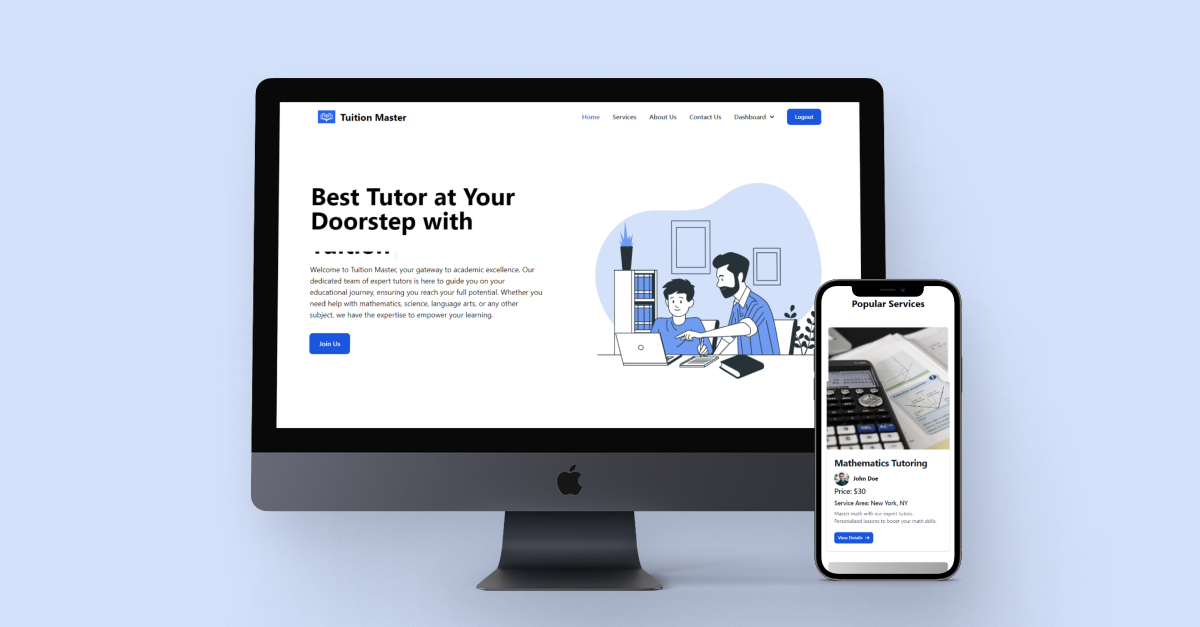 Tuition Master
Home Services About Us Contact Us Dashboard Logout
Best Tutor at Your
Doorstep with
Tuition
Welcome to Tuition Master, your gateway to academic excellence. Our
dedicated team of expert tutors is here to guide you on your
educational journey, ensuring you reach your full potential. Whether you
need help with mathematics, science, language arts, or any other
subject, we have the expertise to empower your learning.
Join Us
Popular Services
Mathematics Tutoring
John Doe
Price: $30
Service Area: New York, NY
Master math with our expert tutors.
Personalized lessons to boost your math skills.
View Details →